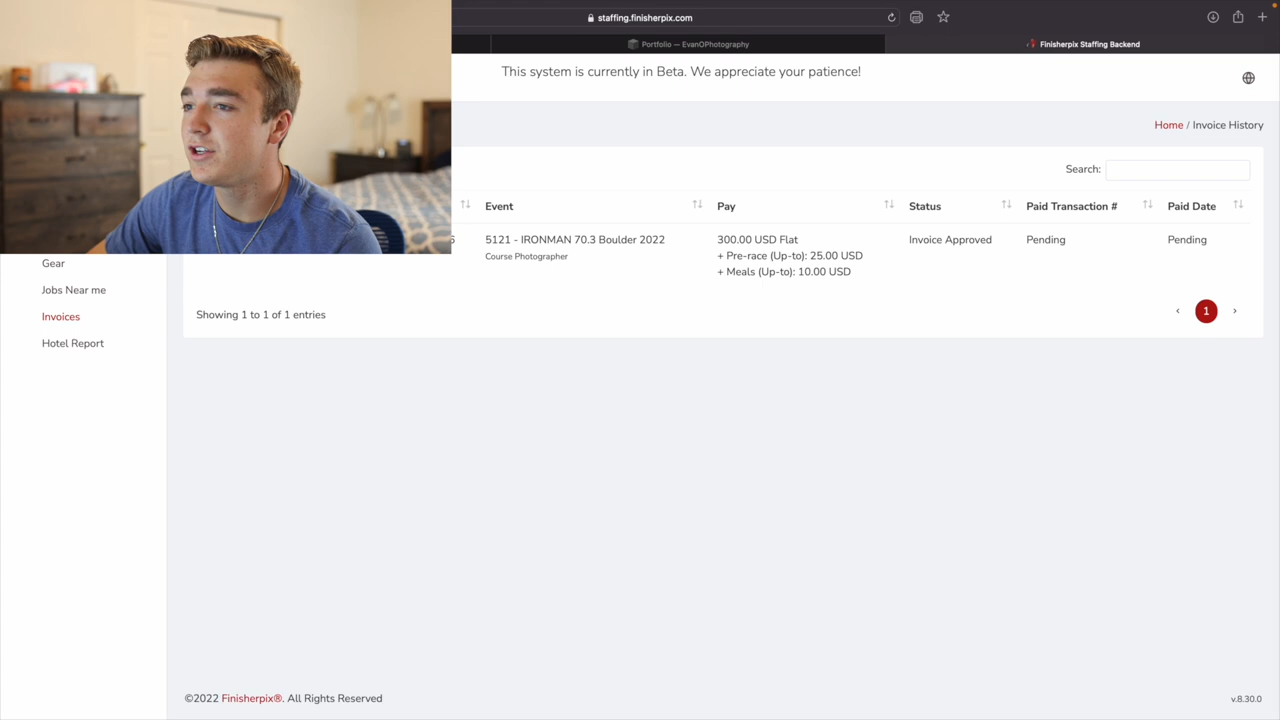 staffing.finisherpix.com
Portfolio — EvanOPhotography
Finisherpix Staffing Backend
This system is currently in Beta. We appreciate your patience!
Home / Invoice History
Search:
Event
Pay
Status
Paid Transaction #
Paid Date
5121 - IRONMAN 70.3 Boulder 2022
300.00 USD Flat
Invoice Approved
Pending
Pending
Course Photographer
+ Pre-race (Up-to): 25.00 USD
+ Meals (Up-to): 10.00 USD
Gear
Jobs Near me
Invoices
Hotel Report
Showing 1 to 1 of 1 entries
‹
1
›
©2022 Finisherpix®. All Rights Reserved
v.8.30.0